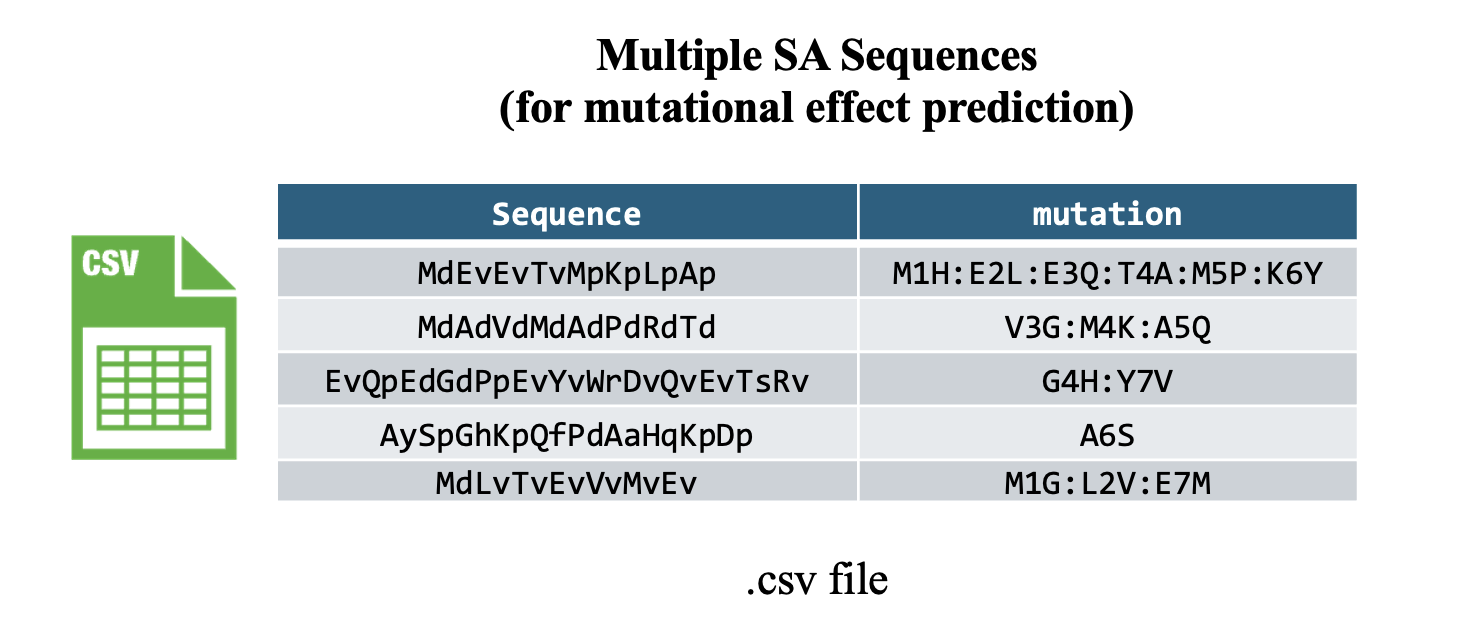 Multiple SA Sequences
(for mutational effect prediction)
CSV
Sequence mutation
MdEvEvTvMpKpLpAp M1H:E2L:E3Q:T4A:M5P:K6Y
MdAdVdMdAdPdRdTd V3G:M4K:A5Q
EvQpEdGdPpEvYvWrDvQvEvTsRv G4H:Y7V
AySpGhKpQfPdAaHqKpDp A6S
MdLvTvEvVvMvEv M1G:L2V:E7M
.csv file